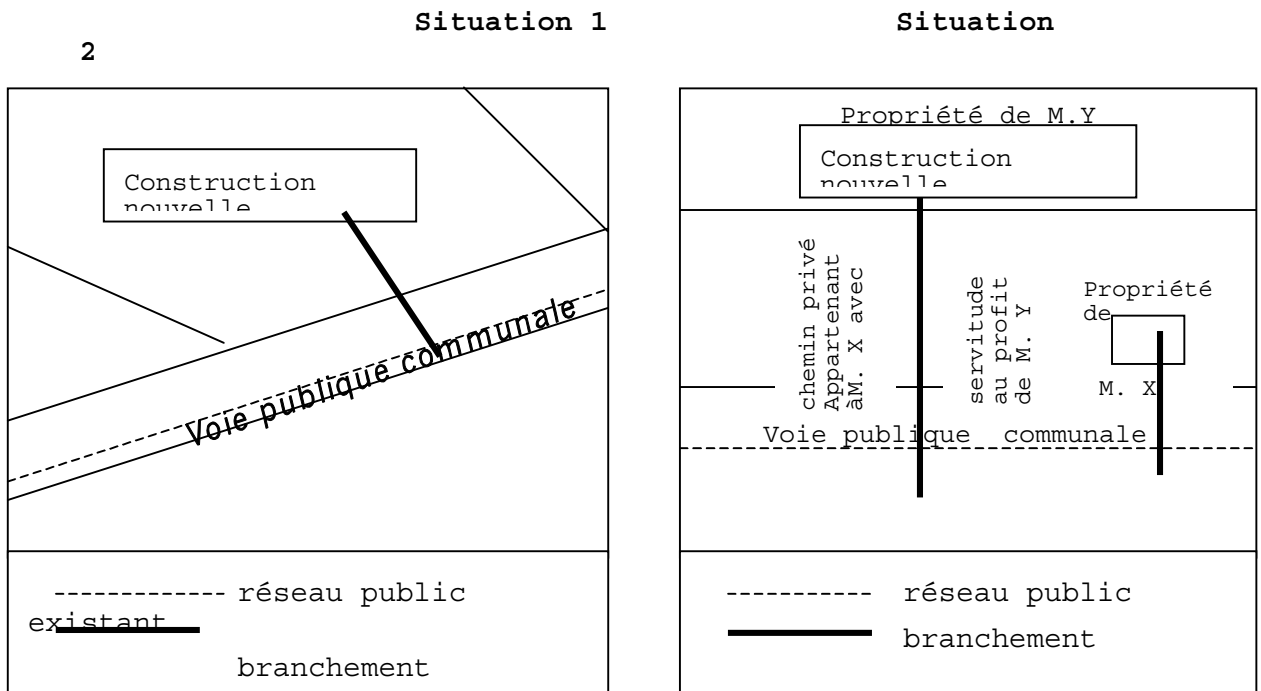 Situation 1
Situation
2
Construction
nouvelle
Voie publique communale
réseau public
existant
branchement
Propriété de M.Y
Construction
nouvelle
chemin privé
Appartenant
àM. X avec
servitude
au profit
de M. Y
Propriété
de
M. X
Voie publique communale
réseau public
branchement